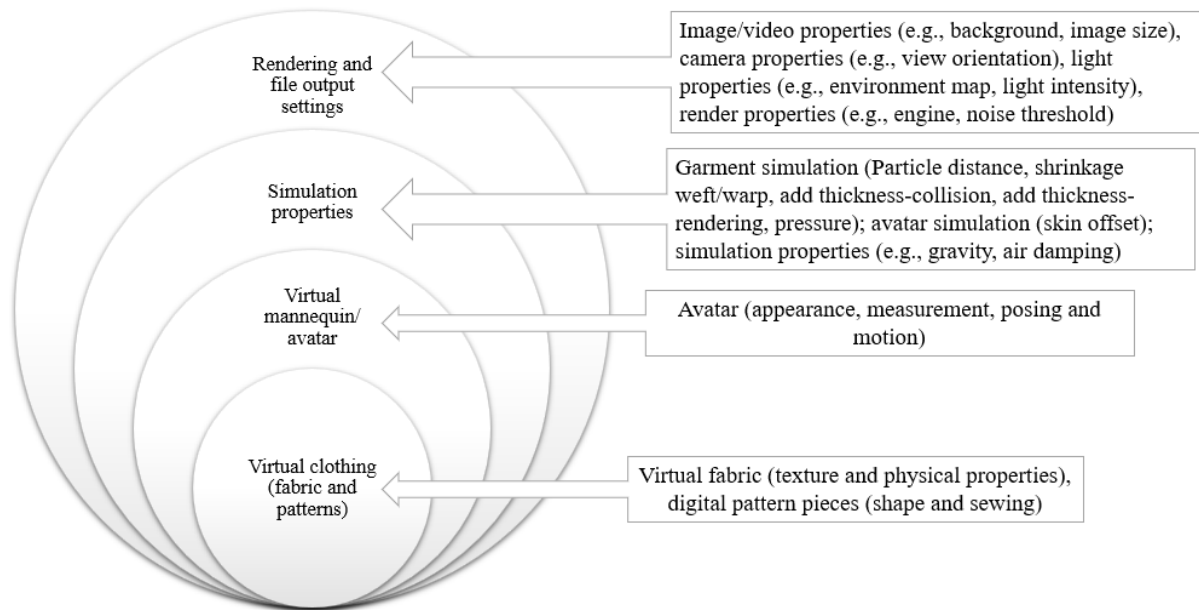 Rendering and
file output
settings
Image/video properties (e.g., background, image size),
camera properties (e.g., view orientation), light
properties (e.g., environment map, light intensity),
render properties (e.g., engine, noise threshold)
Simulation
properties
Garment simulation (Particle distance, shrinkage
weft/warp, add thickness-collision, add thickness-
rendering, pressure); avatar simulation (skin offset);
simulation properties (e.g., gravity, air damping)
Virtual
mannequin/
avatar
Avatar (appearance, measurement, posing and
motion)
Virtual clothing
(fabric and
patterns)
Virtual fabric (texture and physical properties),
digital pattern pieces (shape and sewing)